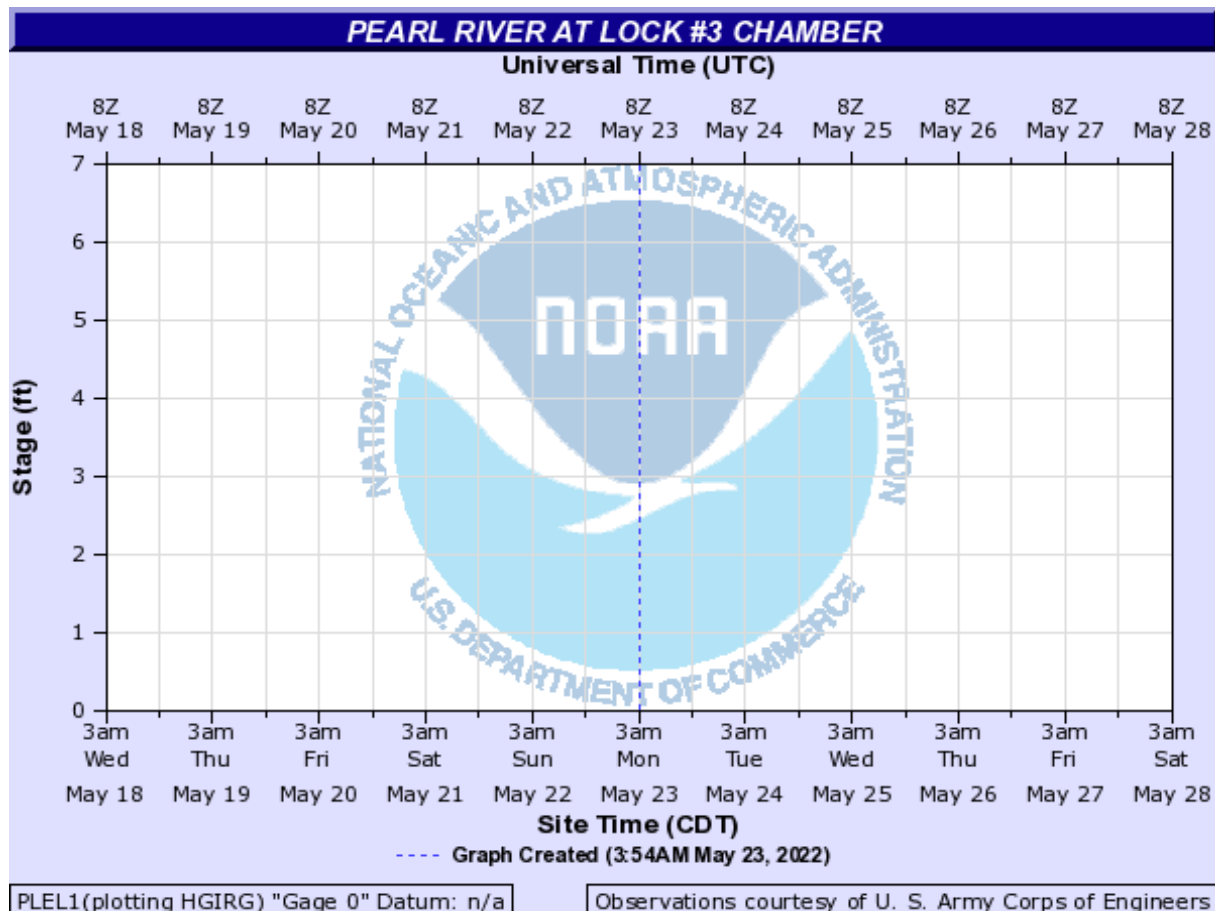 PEARL RIVER AT LOCK #3 CHAMBER
Universal Time (UTC)
8Z 8Z 8Z 8Z 8Z 8Z 8Z 8Z 8Z 8Z 8Z
May 18 May 19 May 20 May 21 May 22 May 23 May 24 May 25 May 26 May 27 May 28
7
6
5
4
3
2
1
0
Stage (ft)
NATIONAL OCEANIC AND ATMOSPHERIC ADMINISTRATION
NOAA
U.S. DEPARTMENT OF COMMERCE
3am 3am 3am 3am 3am 3am 3am 3am 3am 3am 3am
Wed Thu Fri Sat Sun Mon Tue Wed Thu Fri Sat
May 18 May 19 May 20 May 21 May 22 May 23 May 24 May 25 May 26 May 27 May 28
Site Time (CDT)
---- Graph Created (3:54AM May 23, 2022)
PLEL1(plotting HGIRG) "Gage 0" Datum: n/a
Observations courtesy of U. S. Army Corps of Engineers